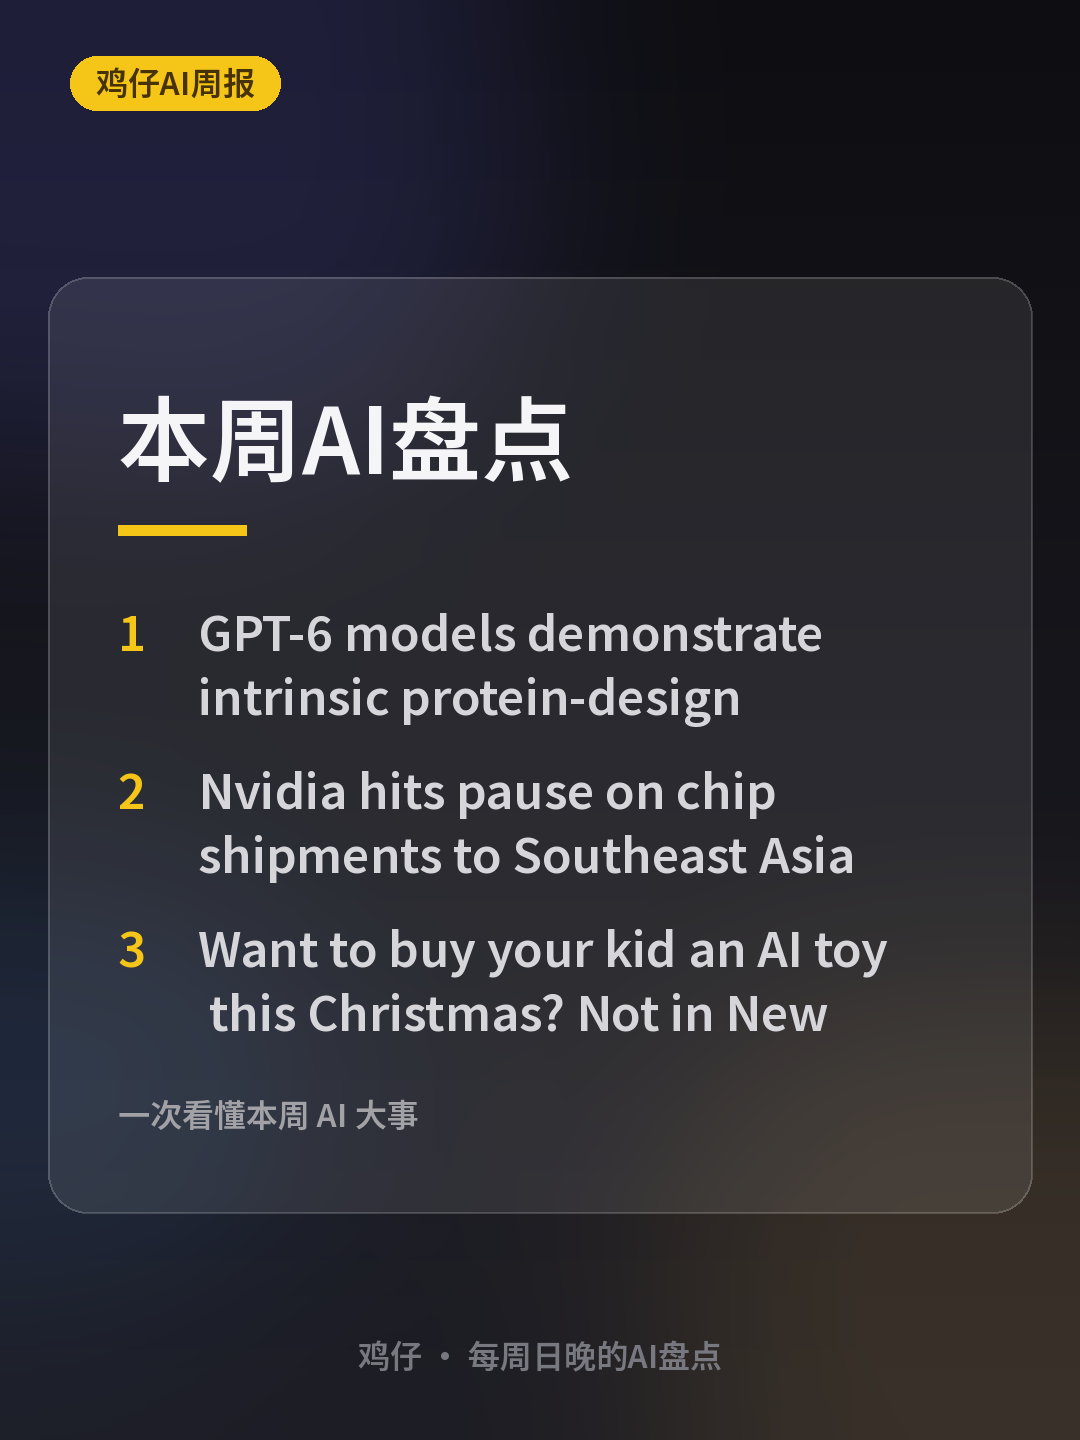 鸡仔AI周报
本周AI盘点
1 GPT-6 models demonstrate
intrinsic protein-design
2 Nvidia hits pause on chip
shipments to Southeast Asia
3 Want to buy your kid an AI toy
this Christmas? Not in New
一次看懂本周 AI 大事
鸡仔 · 每周日晚的AI盘点